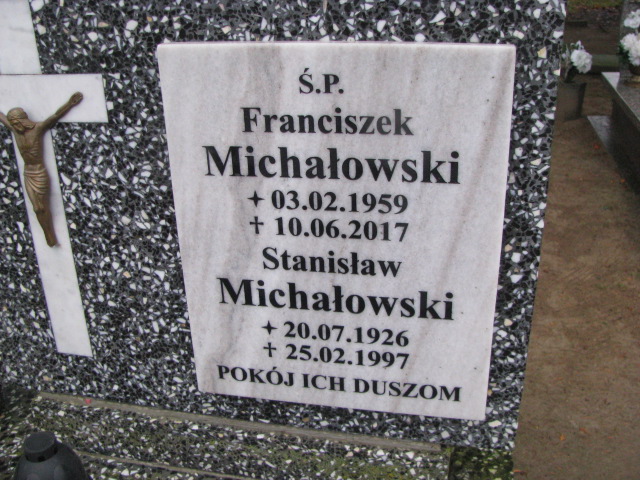 Ś.P.
Franciszek
Michałowski
✦ 03.02.1959
† 10.06.2017
Stanisław
Michałowski
✦ 20.07.1926
† 25.02.1997
POKÓJ ICH DUSZOM